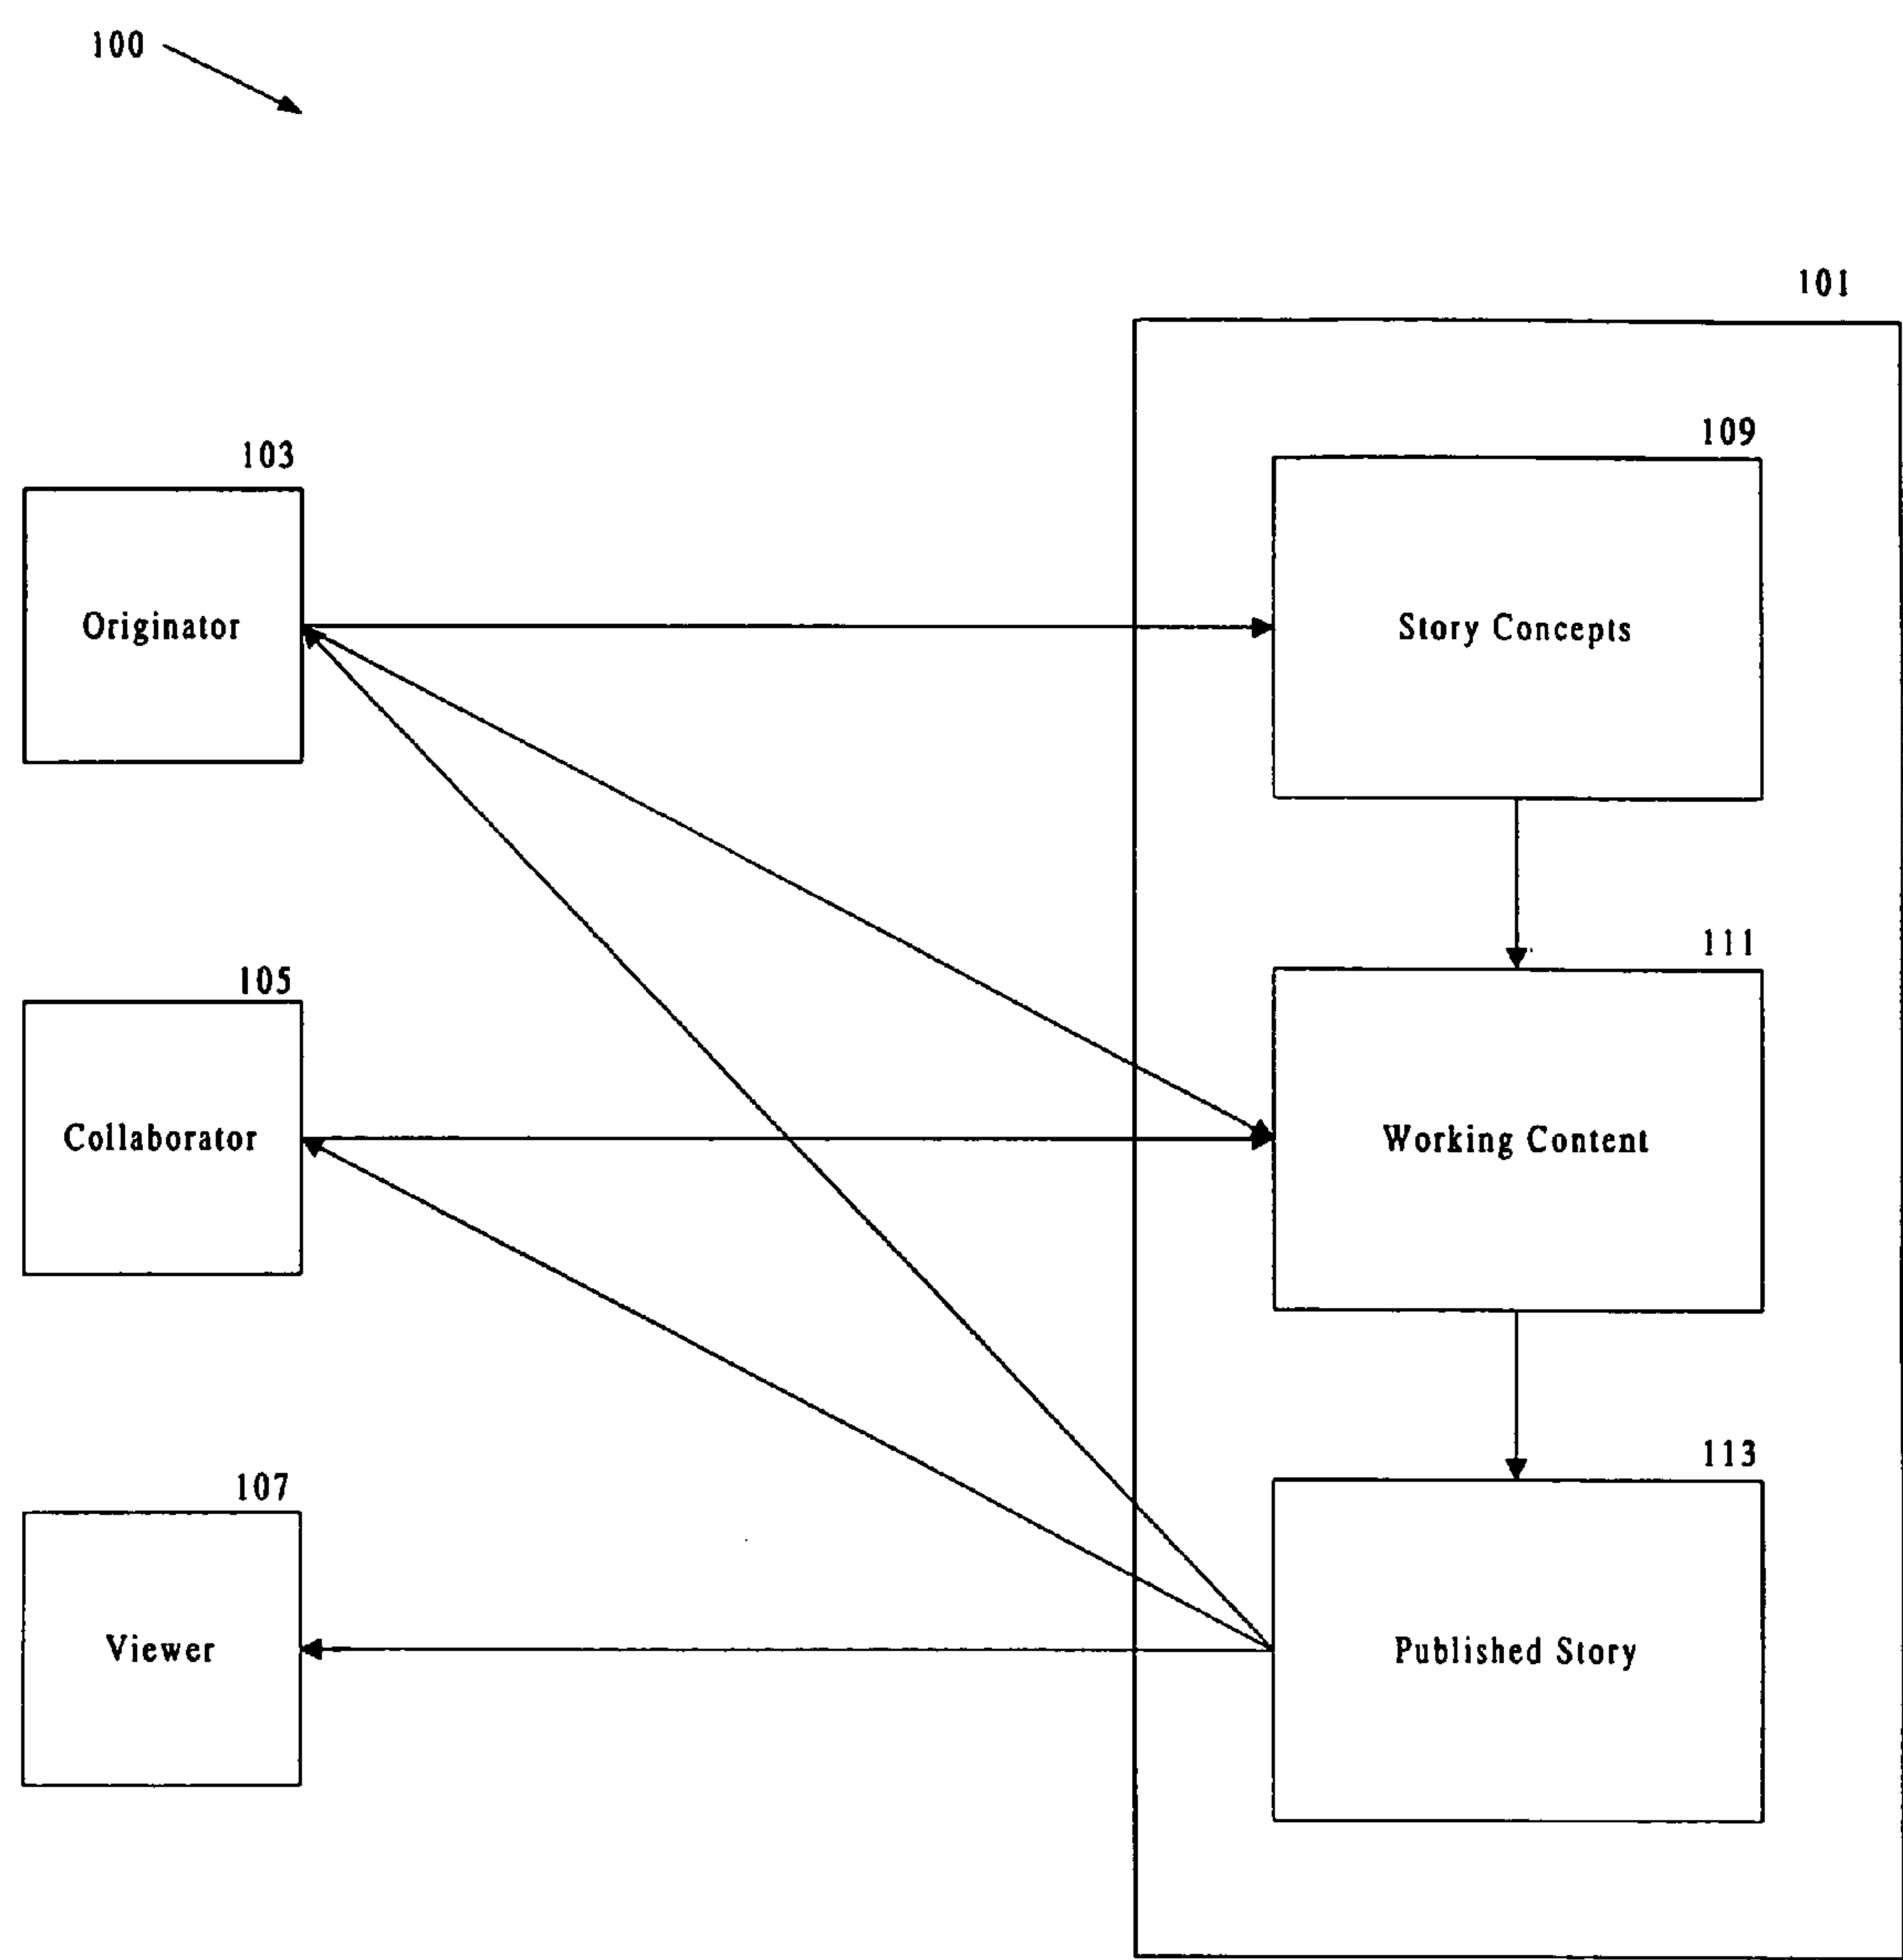 100
101
103
109
Originator
Story Concepts
105
111
Collaborator
Working Content
107
113
Viewer
Published Story